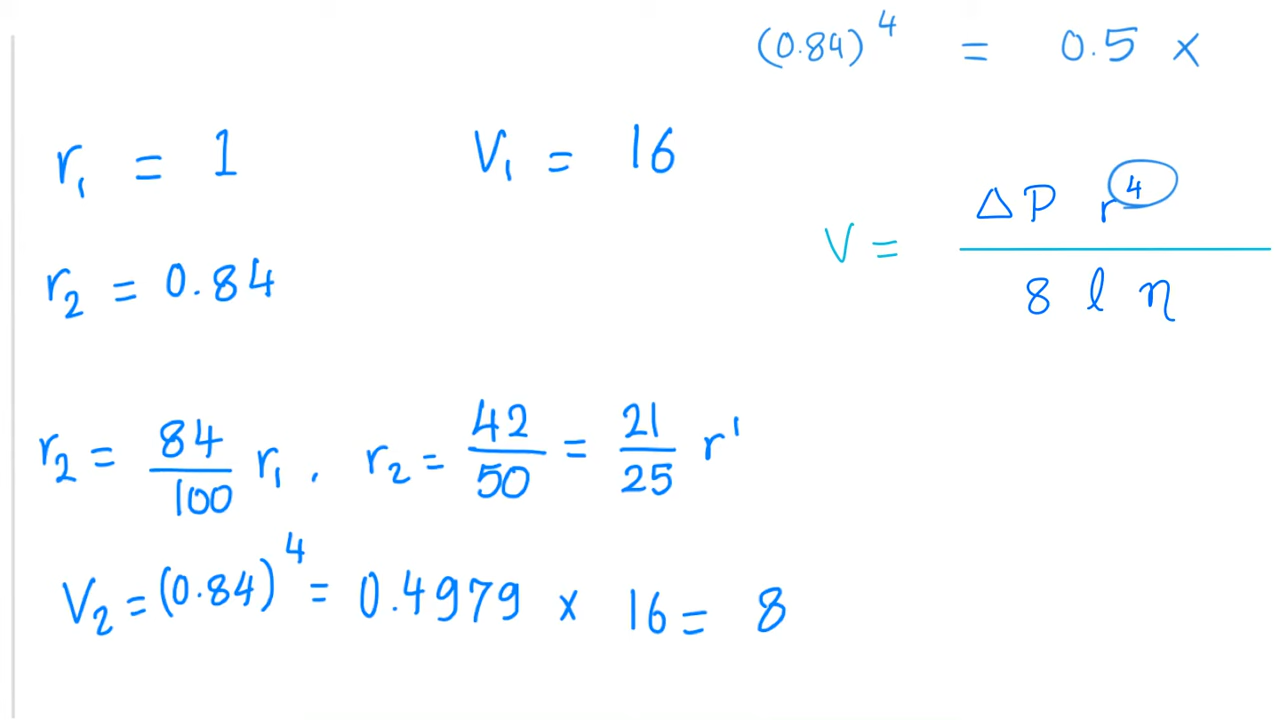 (0.84)⁴ = 0.5 ×
r₁ = 1 V₁ = 16
V = ΔP r⁴ / 8 l η
r₂ = 0.84
r₂ = 84/100 r₁ , r₂ = 42/50 = 21/25 r'
V₂ = (0.84)⁴ = 0.4979 × 16 = 8